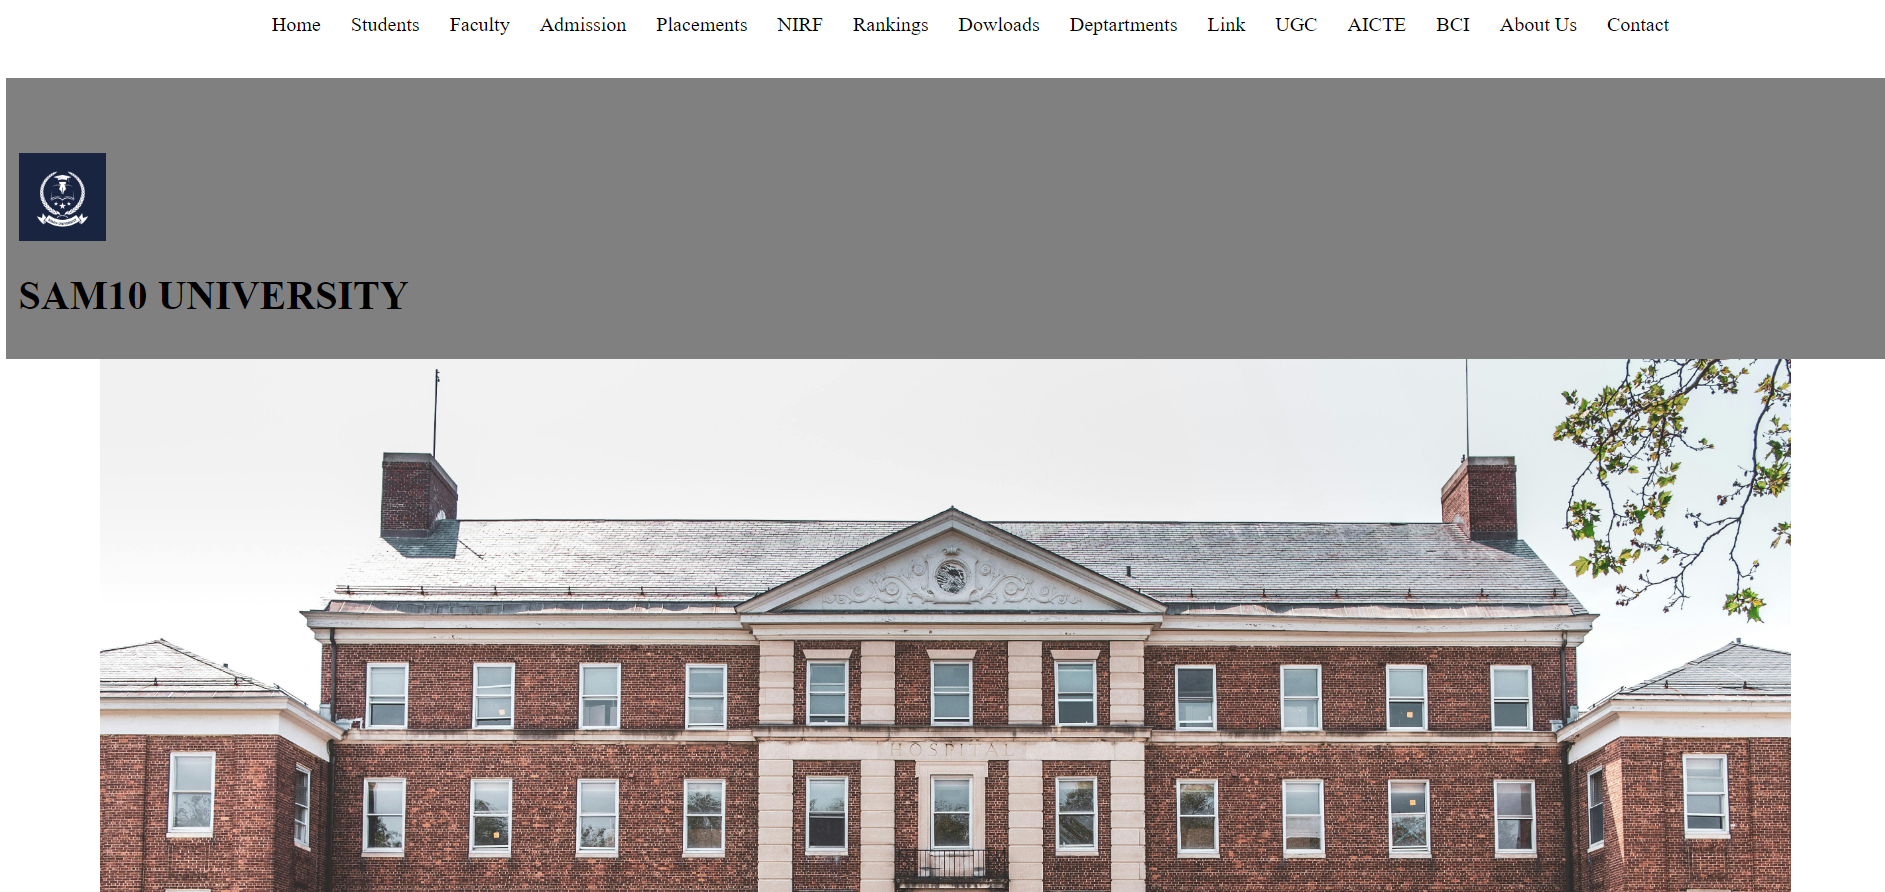 Home Students Faculty Admission Placements NIRF Rankings Dowloads Deptartments Link UGC AICTE BCI About Us Contact
SAM10 UNIVERSITY
HOSPITAL